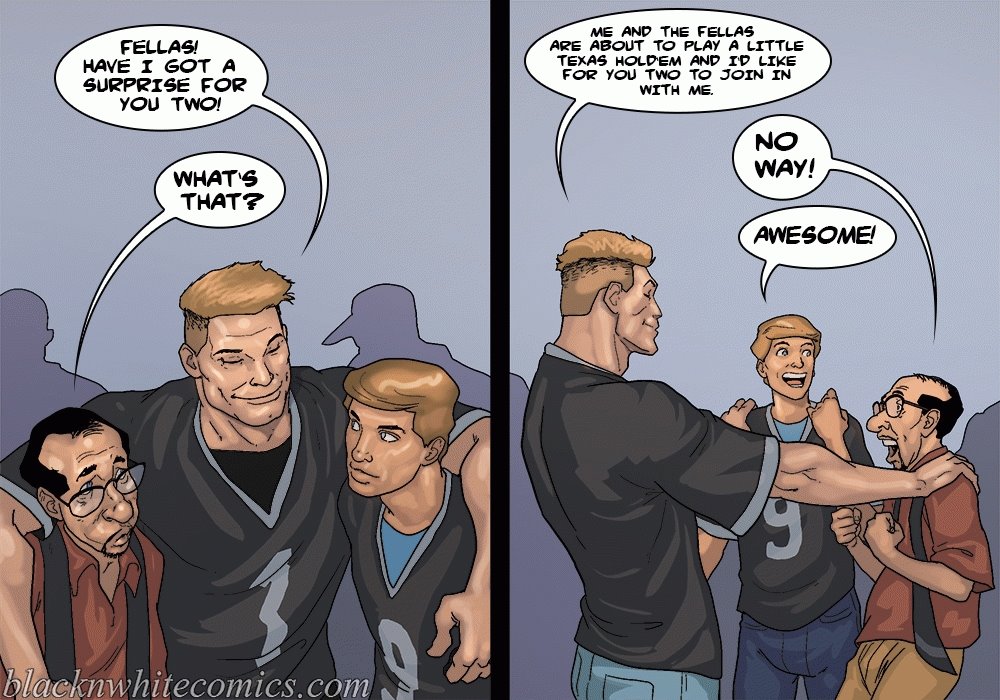 FELLAS!
HAVE I GOT A
SURPRISE FOR
YOU TWO!
WHAT'S
THAT?
1
9
ME AND THE FELLAS
ARE ABOUT TO PLAY A LITTLE
TEXAS HOLD'EM AND I'D LIKE
FOR YOU TWO TO JOIN IN
WITH ME.
NO
WAY!
AWESOME!
9
blacknwhitecomics.com